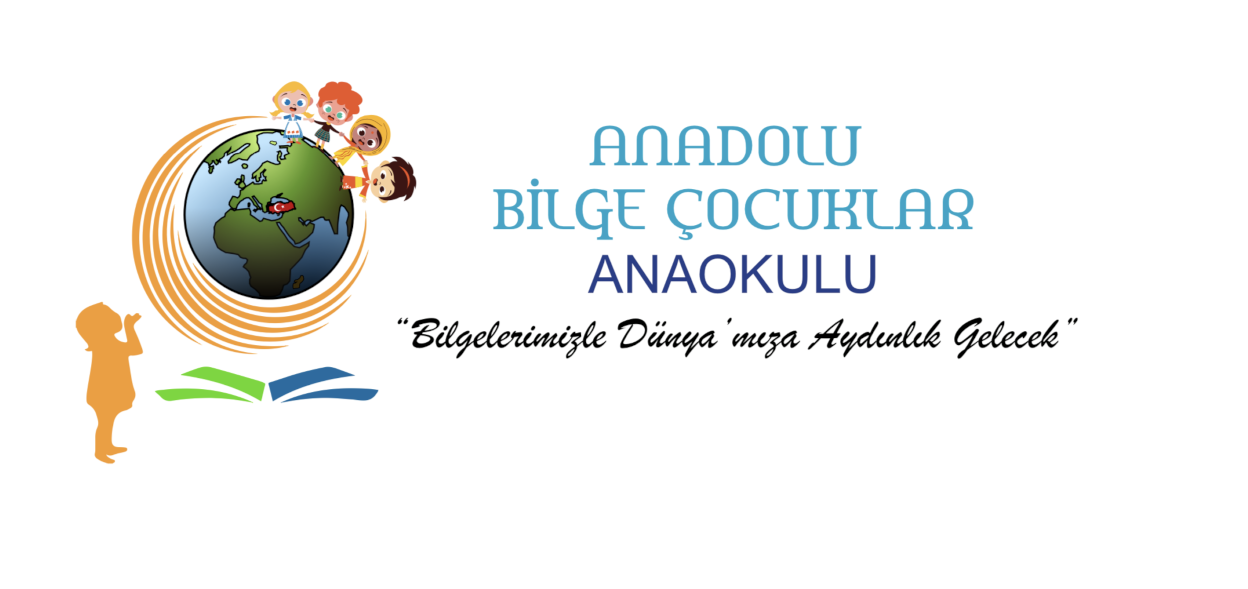 ANADOLU
BİLGE ÇOCUKLAR
ANAOKULU
“Bilgelerimizle Dünya’mıza Aydınlık Gelecek”